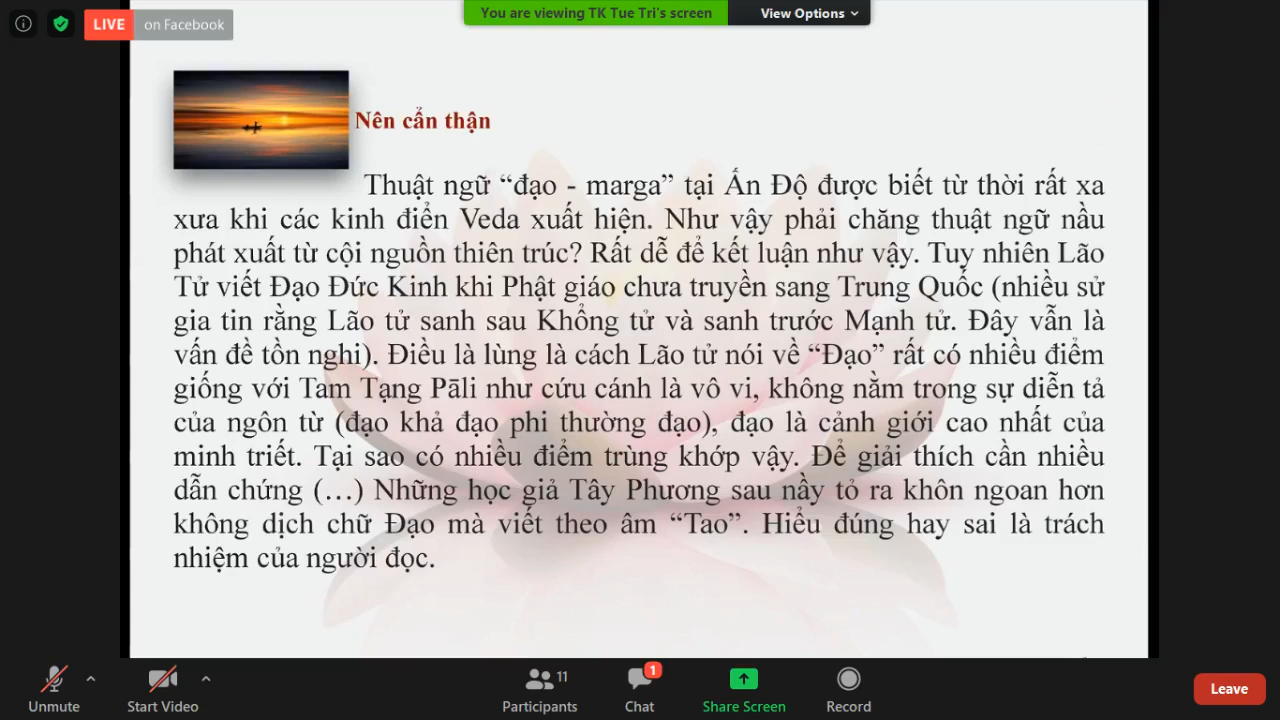 You are viewing TK Tue Tri's screen
View Options
LIVE on Facebook
Nên cẩn thận
Thuật ngữ “đạo - marga” tại Ấn Độ được biết từ thời rất xa
xưa khi các kinh điển Veda xuất hiện. Như vậy phải chăng thuật ngữ nầu
phát xuất từ cội nguồn thiên trúc? Rất dễ để kết luận như vậy. Tuy nhiên Lão
Tử viết Đạo Đức Kinh khi Phật giáo chưa truyền sang Trung Quốc (nhiều sử
gia tin rằng Lão tử sanh sau Khổng tử và sanh trước Mạnh tử. Đây vẫn là
vấn đề tồn nghi). Điều là lùng là cách Lão tử nói về “Đạo” rất có nhiều điểm
giống với Tam Tạng Pāli như cứu cánh là vô vi, không nằm trong sự diễn tả
của ngôn từ (đạo khả đạo phi thường đạo), đạo là cảnh giới cao nhất của
minh triết. Tại sao có nhiều điểm trùng khớp vậy. Để giải thích cần nhiều
dẫn chứng (…) Những học giả Tây Phương sau nầy tỏ ra khôn ngoan hơn
không dịch chữ Đạo mà viết theo âm “Tao”. Hiểu đúng hay sai là trách
nhiệm của người đọc.
Unmute
Start Video
Participants 11
Chat 1
Share Screen
Record
Leave